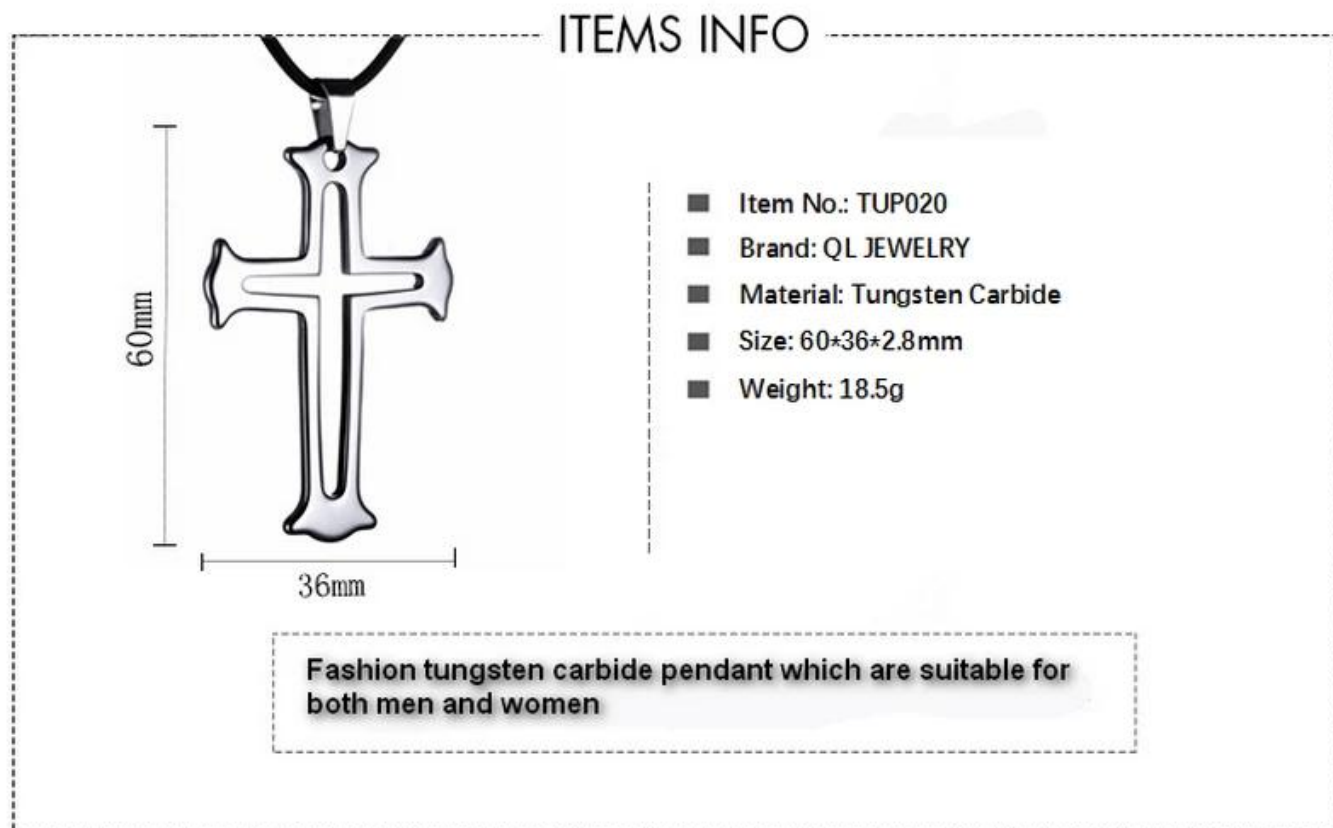 ITEMS INFO
60mm
36mm
Item No.: TUP020
Brand: QL JEWELRY
Material: Tungsten Carbide
Size: 60*36*2.8mm
Weight: 18.5g
Fashion tungsten carbide pendant which are suitable for
both men and women